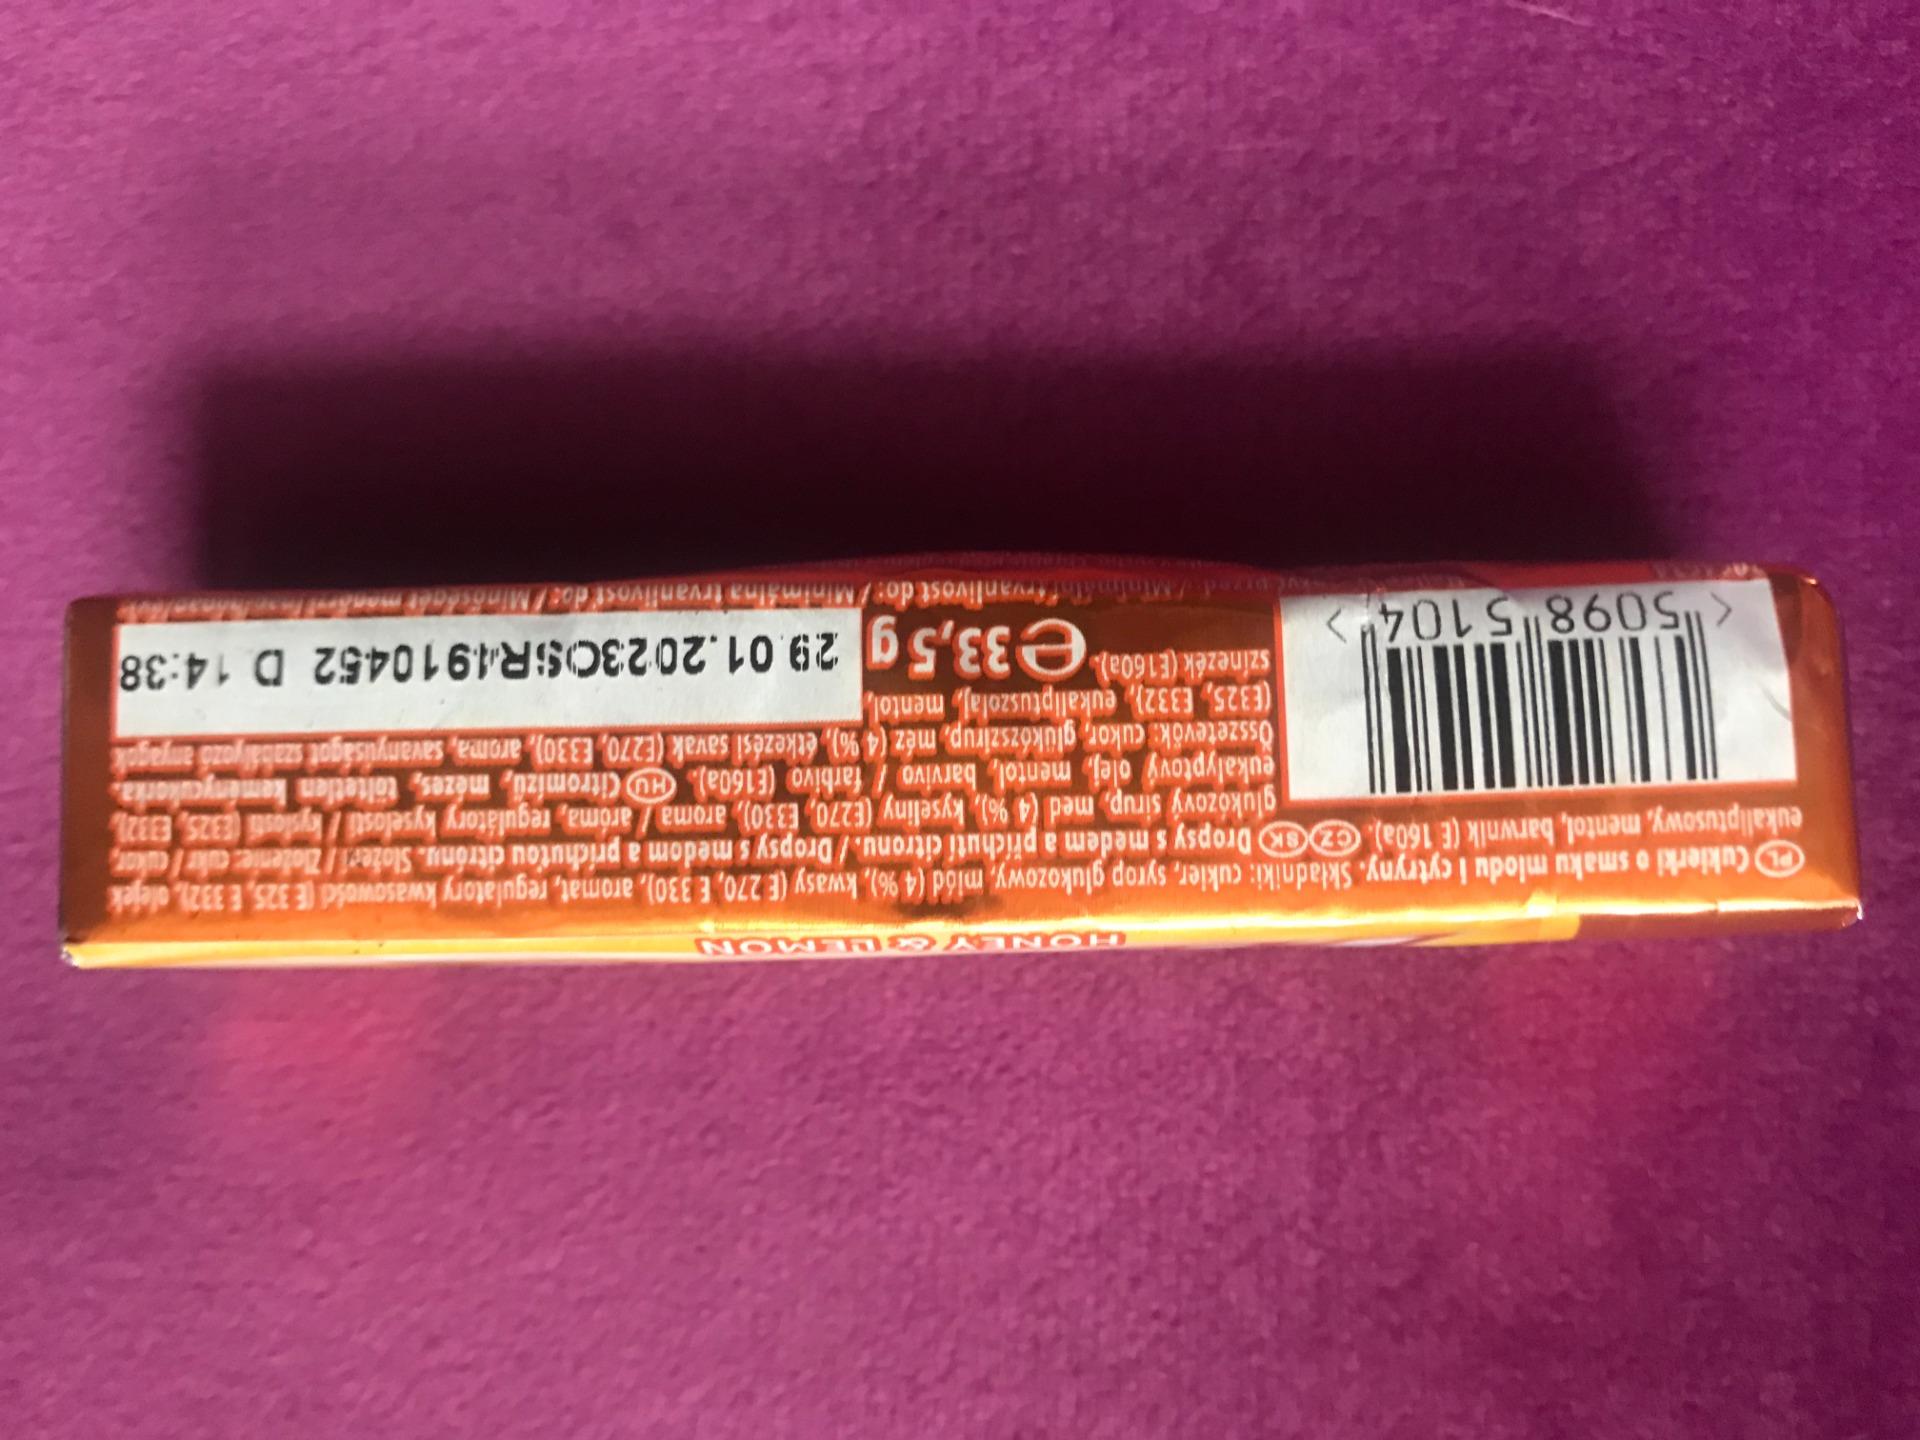 HONEY & LEMON
PL Cukierki o smaku miodu i cytryny. Składniki: cukier, syrop glukozowy, miód (4 %), kwasy (E 270, E 330), aromat, regulatory kwasowości (E 325, E 332), olejek
eukaliptusowy, mentol, barwnik (E 160a). CZ SK Dropsy s medem a příchutí citronu. / Dropsy s medom a príchuťou citrónu. Složení: / Zloženie: cukr / cukor,
glukózový sirup, med (4 %), kyseliny (E270, E330), aroma / aróma, regulátory kyselosti / kyslosti (E325, E332),
eukalyptový olej, mentol, barvivo / farbivo (E160a). HU Citromízű, mézes, töltetlen keménycukorka.
Összetevők: cukor, glükózszirup, méz (4 %), étkezési savak (E270, E330), aroma, savanyúságot szabályozó anyagok
(E325, E332), eukaliptuszolaj, mentol,
színezék (E160a).
℮ 33,5 g
29.01.2023OSR4910452 D 14:38
przed / Minimální trvanlivost do: / Minimálna trvanlivosť do: / Minőségét megőrzi
< 5098 5104 >